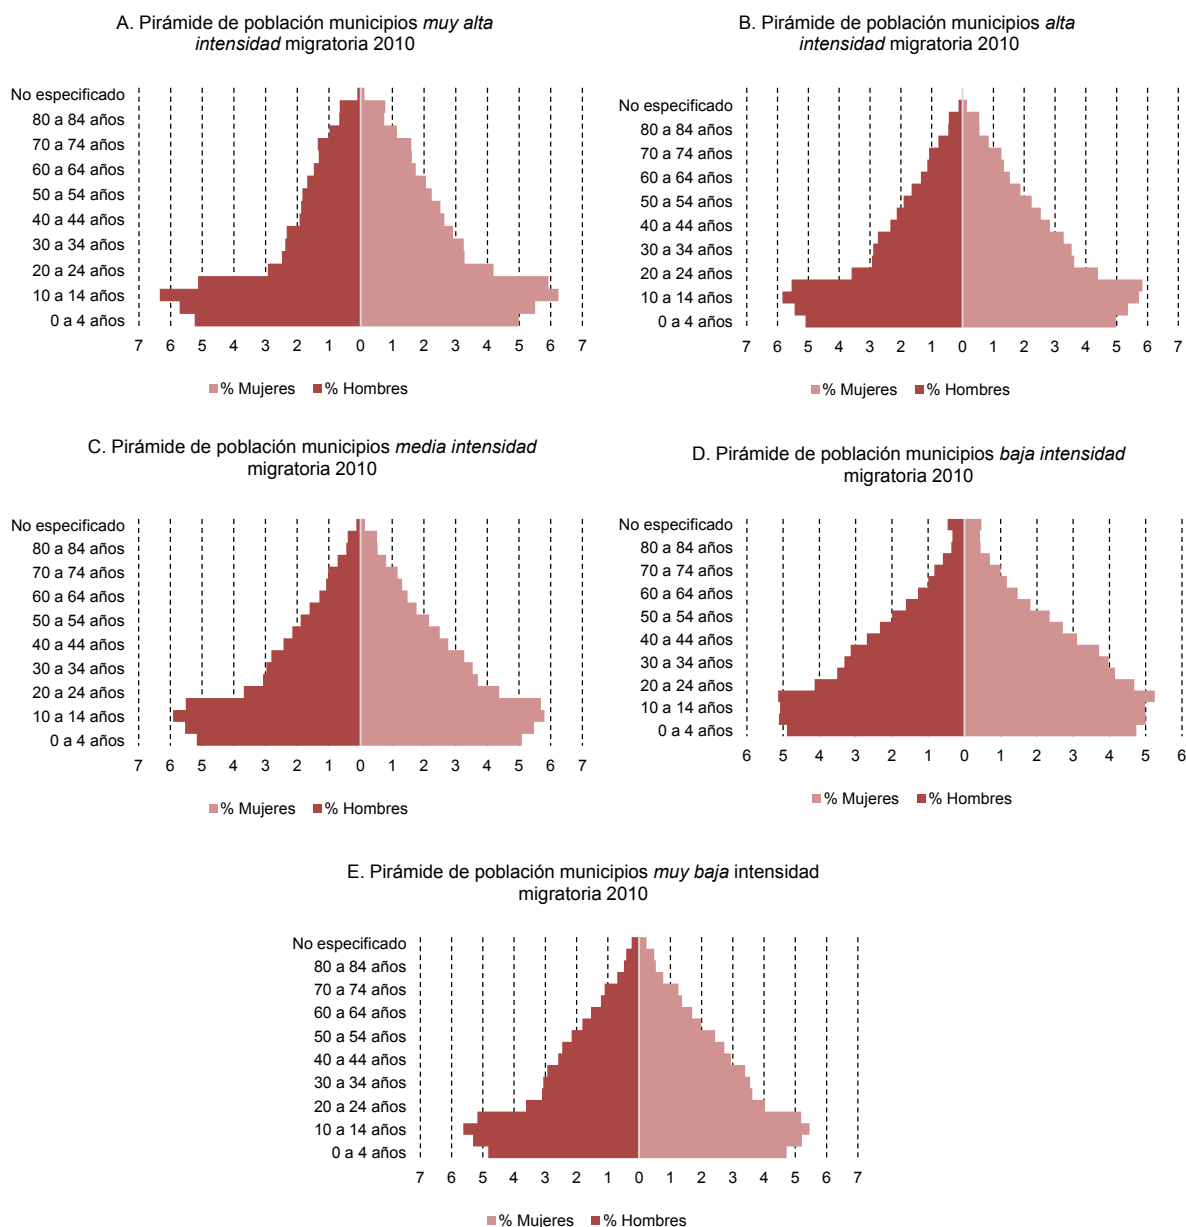 A. Pirámide de población municipios muy alta
intensidad migratoria 2010
No especificado
80 a 84 años
70 a 74 años
60 a 64 años
50 a 54 años
40 a 44 años
30 a 34 años
20 a 24 años
10 a 14 años
0 a 4 años
7 6 5 4 3 2 1 0 1 2 3 4 5 6 7
% Mujeres % Hombres
B. Pirámide de población municipios alta
intensidad migratoria 2010
No especificado
80 a 84 años
70 a 74 años
60 a 64 años
50 a 54 años
40 a 44 años
30 a 34 años
20 a 24 años
10 a 14 años
0 a 4 años
7 6 5 4 3 2 1 0 1 2 3 4 5 6 7
% Mujeres % Hombres
C. Pirámide de población municipios media intensidad
migratoria 2010
No especificado
80 a 84 años
70 a 74 años
60 a 64 años
50 a 54 años
40 a 44 años
30 a 34 años
20 a 24 años
10 a 14 años
0 a 4 años
7 6 5 4 3 2 1 0 1 2 3 4 5 6 7
% Mujeres % Hombres
D. Pirámide de población municipios baja intensidad
migratoria 2010
No especificado
80 a 84 años
70 a 74 años
60 a 64 años
50 a 54 años
40 a 44 años
30 a 34 años
20 a 24 años
10 a 14 años
0 a 4 años
6 5 4 3 2 1 0 1 2 3 4 5 6
% Mujeres % Hombres
E. Pirámide de población municipios muy baja intensidad
migratoria 2010
No especificado
80 a 84 años
70 a 74 años
60 a 64 años
50 a 54 años
40 a 44 años
30 a 34 años
20 a 24 años
10 a 14 años
0 a 4 años
7 6 5 4 3 2 1 0 1 2 3 4 5 6 7
% Mujeres % Hombres